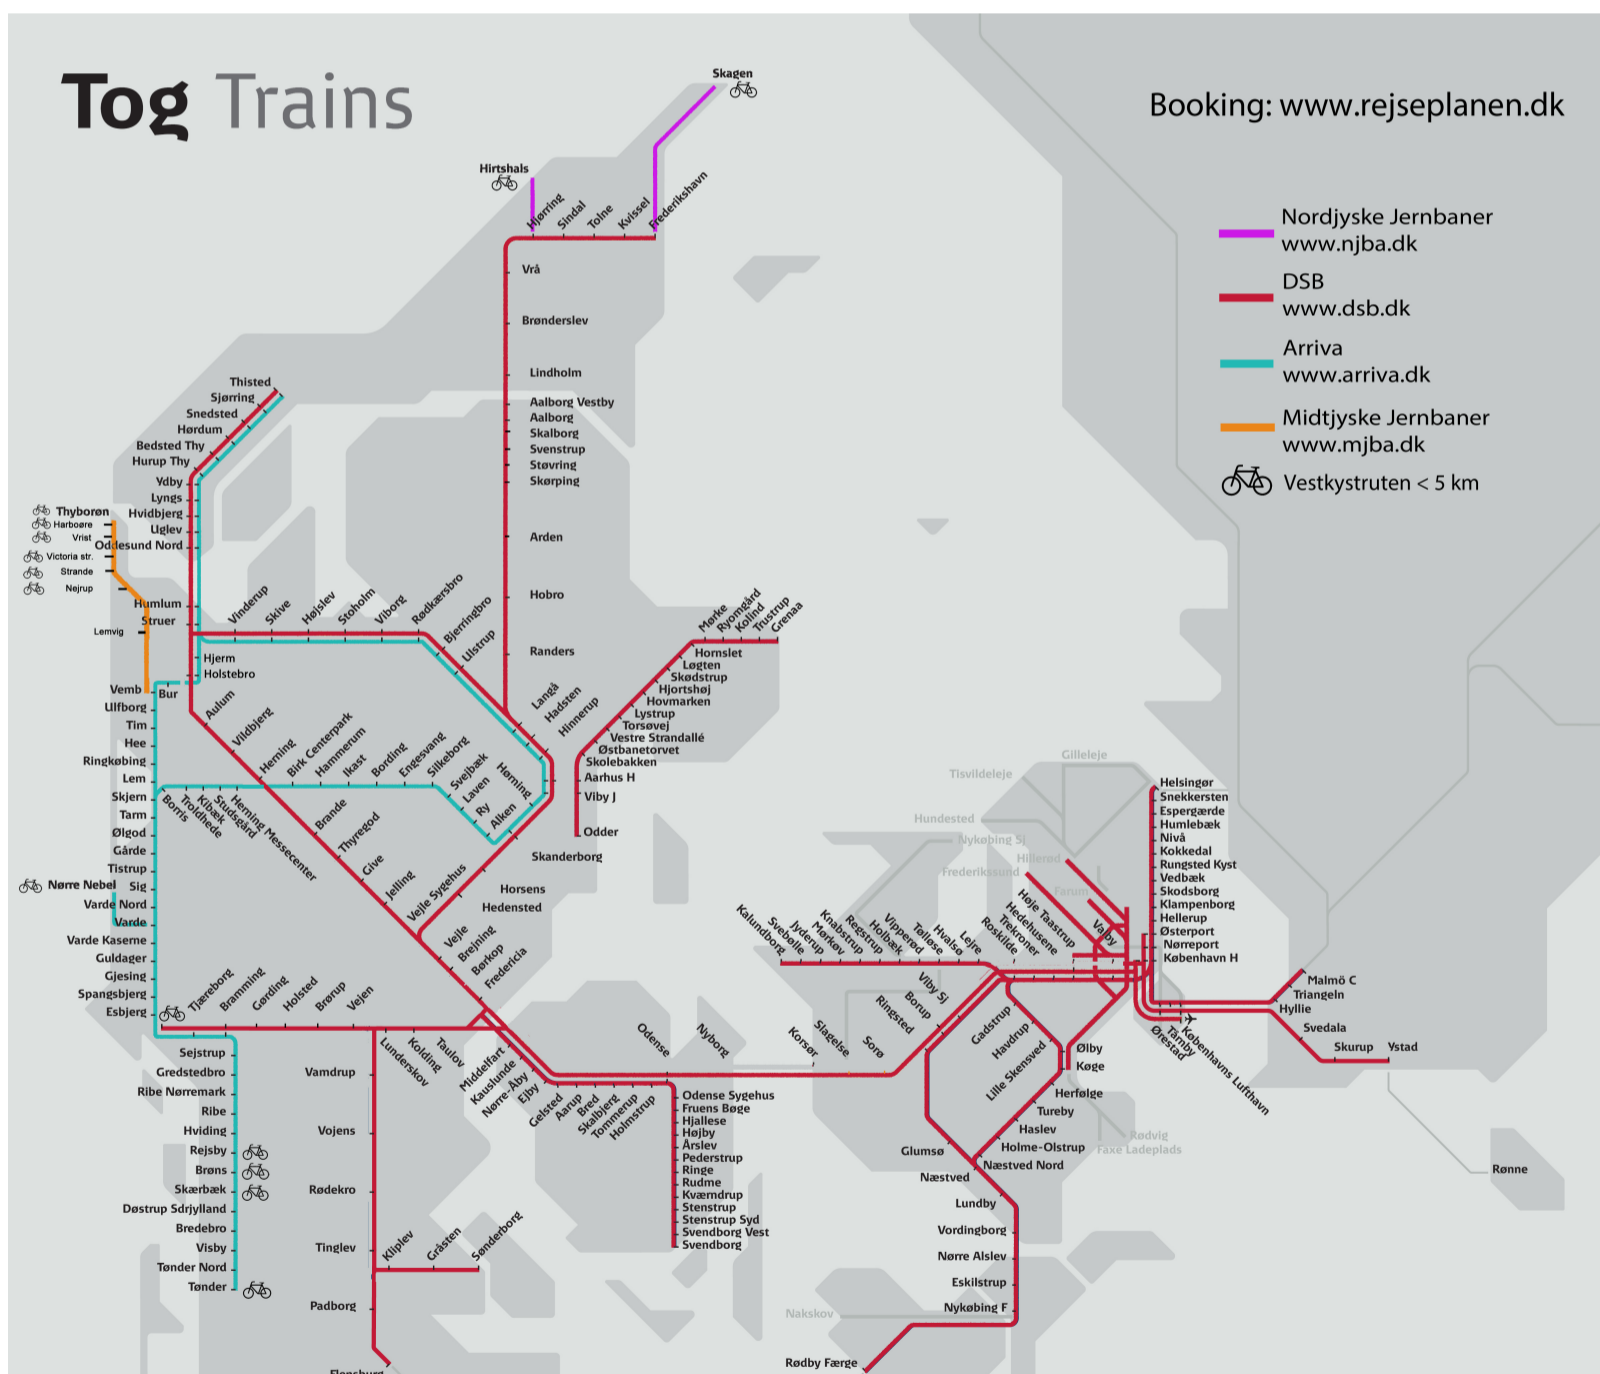 Tog Trains
Booking: www.rejseplanen.dk
Nordjyske Jernbaner
www.njba.dk
DSB
www.dsb.dk
Arriva
www.arriva.dk
Midtjyske Jernbaner
www.mjba.dk
Vestkystruten < 5 km
Skagen
Hirtshals
Hjørring
Sindal
Tolne
Kvissel
Frederikshavn
Vrå
Brønderslev
Lindholm
Aalborg Vestby
Aalborg
Skalborg
Svenstrup
Støvring
Skørping
Arden
Hobro
Randers
Thisted
Sjørring
Snedsted
Hørdum
Bedsted Thy
Hurup Thy
Ydby
Lyngs
Hvidbjerg
Uglev
Oddesund Nord
Humlum
Struer
Thyborøn
Harboøre
Vrist
Victoria str.
Strande
Nejrup
Lemvig
Vemb
Bur
Hjerm
Holstebro
Vinderup
Skive
Højslev
Stoholm
Viborg
Rødkærsbro
Bjerringbro
Ulstrup
Langå
Hadsten
Hinnerup
Mørke
Ryomgård
Kolind
Trustrup
Grenaa
Hornslet
Løgten
Skødstrup
Hjortshøj
Hovmarken
Lystrup
Torsøvej
Vestre Strandallé
Østbanetorvet
Skolebakken
Aarhus H
Viby J
Odder
Ulfborg
Tim
Hee
Ringkøbing
Lem
Skjern
Tarm
Ølgod
Gårde
Tistrup
Sig
Nørre Nebel
Varde Nord
Varde
Varde Kaserne
Guldager
Gjesing
Spangsbjerg
Esbjerg
Aulum
Vildbjerg
Herning
Birk Centerpark
Hammerum
Ikast
Bording
Engesvang
Silkeborg
Svejbæk
Laven
Ry
Alken
Hørning
Borris
Troldhede
Kibæk
Studsgård
Herning Messecenter
Brande
Thyregod
Give
Jelling
Vejle Sygehus
Skanderborg
Horsens
Hedensted
Vejle
Brejning
Børkop
Fredericia
Tjæreborg
Bramming
Gørding
Holsted
Brørup
Vejen
Lunderskov
Kolding
Taulov
Middelfart
Kauslunde
Nørre-Åby
Ejby
Gelsted
Aarup
Bred
Skalbjerg
Tommerup
Holmstrup
Odense
Nyborg
Korsør
Slagelse
Sorø
Ringsted
Borup
Viby Sj
Sejstrup
Gredstedbro
Ribe Nørremark
Ribe
Hviding
Rejsby
Brøns
Skærbæk
Døstrup Sdrjylland
Bredebro
Visby
Tønder Nord
Tønder
Vamdrup
Vojens
Rødekro
Tinglev
Kliplev
Gråsten
Sønderborg
Padborg
Flensburg
Odense Sygehus
Fruens Bøge
Hjallese
Højby
Årslev
Pederstrup
Ringe
Rudme
Kværndrup
Stenstrup
Stenstrup Syd
Svendborg Vest
Svendborg
Kalundborg
Svebølle
Jyderup
Mørkøv
Knabstrup
Regstrup
Holbæk
Vipperød
Tølløse
Hvalsø
Lejre
Roskilde
Trekroner
Hedehusene
Høje Taastrup
Valby
Gilleleje
Tisvildeleje
Hundested
Nykøbing Sj
Hillerød
Frederikssund
Farum
Helsingør
Snekkersten
Espergærde
Humlebæk
Nivå
Kokkedal
Rungsted Kyst
Vedbæk
Skodsborg
Klampenborg
Hellerup
Østerport
Nørreport
København H
Malmö C
Triangeln
Hyllie
Svedala
Skurup
Ystad
Københavns Lufthavn
Tårnby
Ørestad
Gadstrup
Havdrup
Lille Skensved
Ølby
Køge
Herfølge
Tureby
Haslev
Holme-Olstrup
Næstved Nord
Rødvig
Faxe Ladeplads
Glumsø
Næstved
Lundby
Vordingborg
Nørre Alslev
Eskilstrup
Nykøbing F
Nakskov
Rødby Færge
Rønne